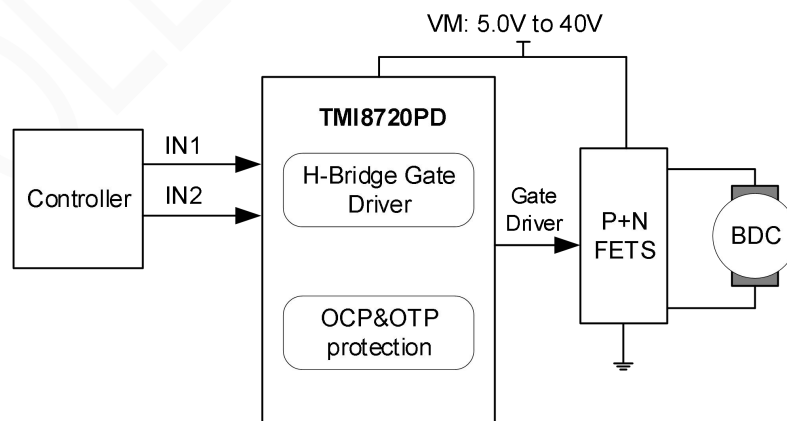 VM: 5.0V to 40V
TMI8720PD
Controller
IN1
IN2
H-Bridge Gate
Driver
Gate
Driver
P+N
FETS
BDC
OCP&OTP
protection